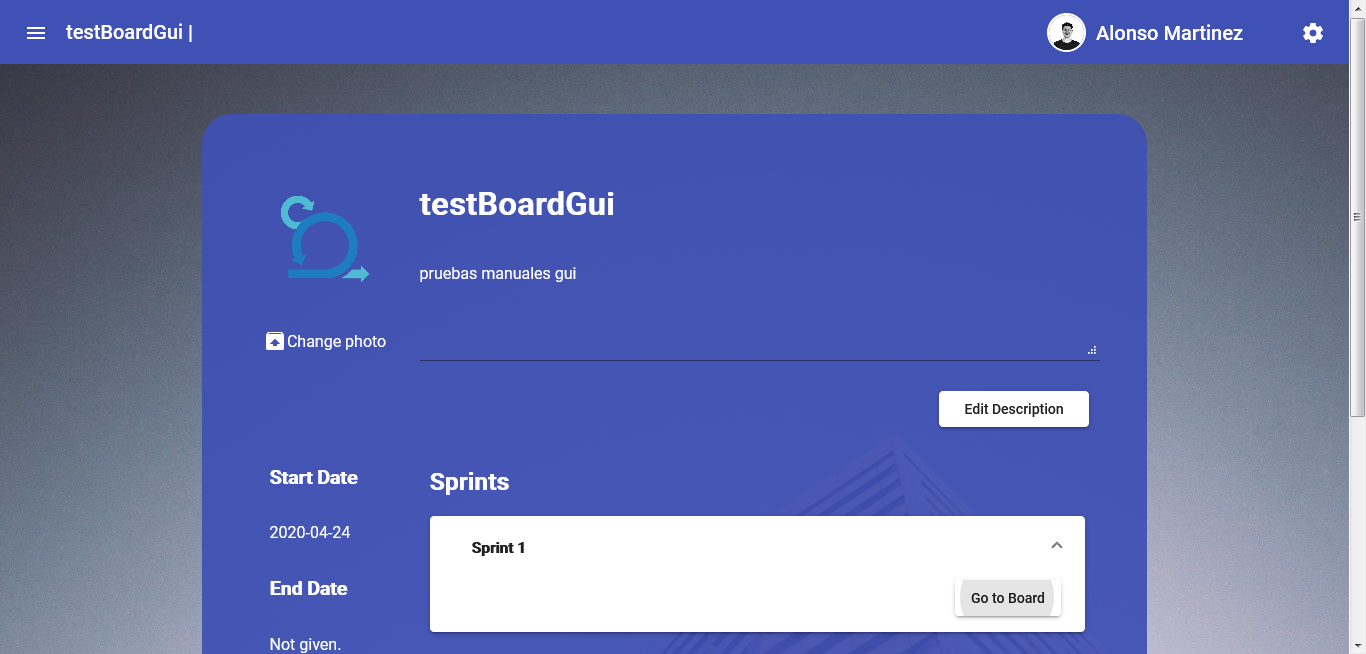 testBoardGui |
Alonso Martinez
testBoardGui
pruebas manuales gui
Change photo
Edit Description
Start Date
2020-04-24
End Date
Not given.
Sprints
Sprint 1
Go to Board